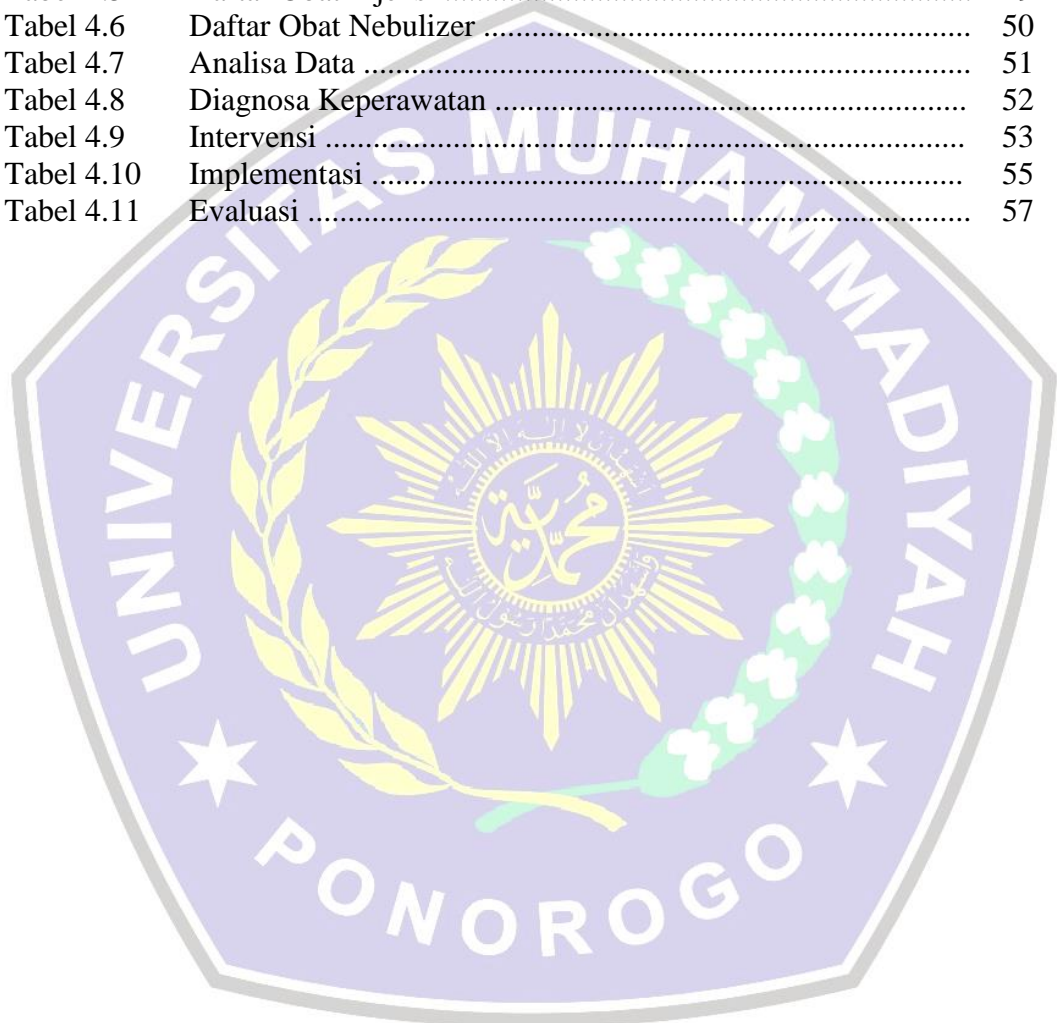 Tabel 4.6 Daftar Obat Nebulizer ........................................................................ 50
Tabel 4.7 Analisa Data .......................................................................................... 51
Tabel 4.8 Diagnosa Keperawatan ...................................................................... 52
Tabel 4.9 Intervensi ............................................................................................... 53
Tabel 4.10 Implementasi ........................................................................................ 55
Tabel 4.11 Evaluasi .................................................................................................. 57
UNIVERSITAS MUHAMMADIYAH
محمدية
PONOROGO